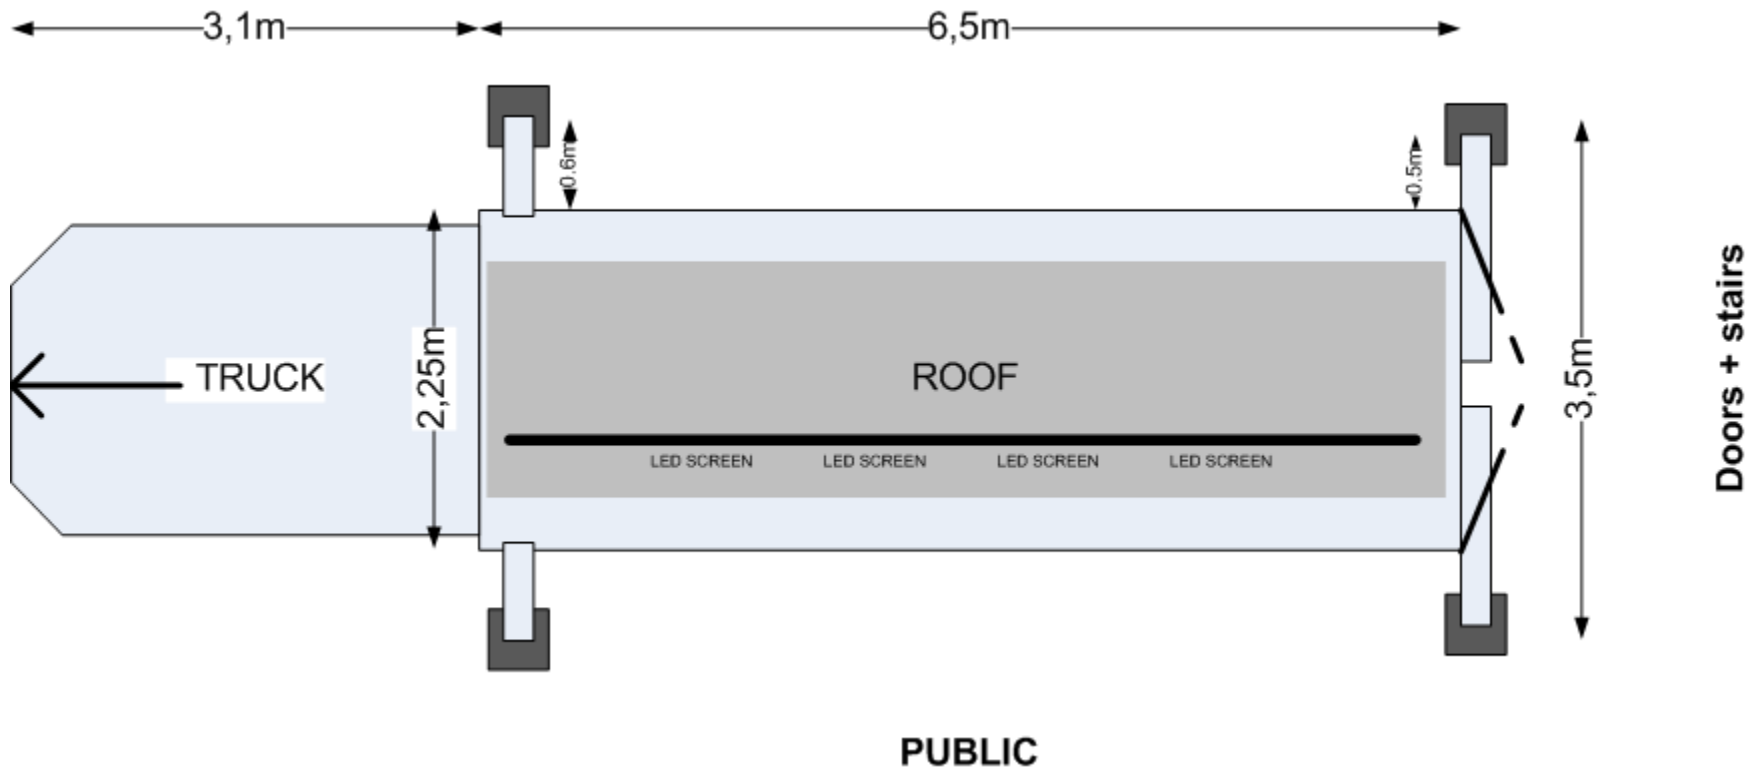 3,1m
6,5m
0.6m
0.5m
2,25m
TRUCK
ROOF
3,5m
Doors + stairs
LED SCREEN LED SCREEN LED SCREEN LED SCREEN
PUBLIC